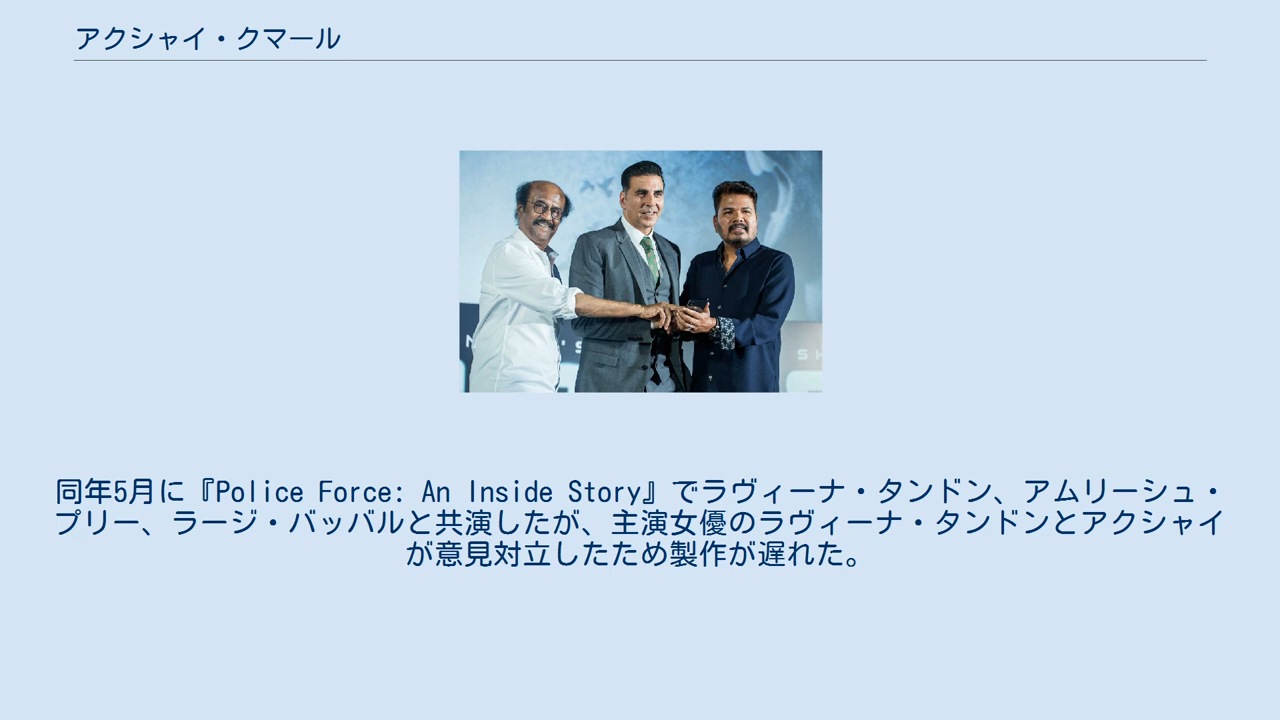 アクシャイ・クマール
同年5月に『Police Force: An Inside Story』でラヴィーナ・タンドン、アムリーシュ・
プリー、ラージ・バッバルと共演したが、主演女優のラヴィーナ・タンドンとアクシャイ
が意見対立したため製作が遅れた。